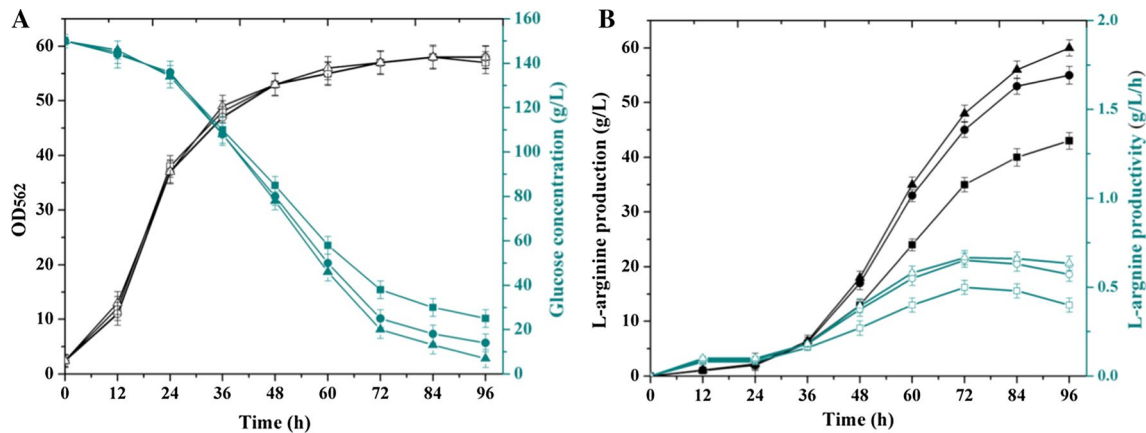 A
OD562
60
50
40
30
20
10
0
0 12 24 36 48 60 72 84 96
Time (h)
160
140
120
100
80
60
40
20
0
Glucose concentration (g/L)
B
L-arginine production (g/L)
60
50
40
30
20
10
0
0 12 24 36 48 60 72 84 96
Time (h)
2.0
1.5
1.0
0.5
0.0
L-arginine productivity (g/L/h)